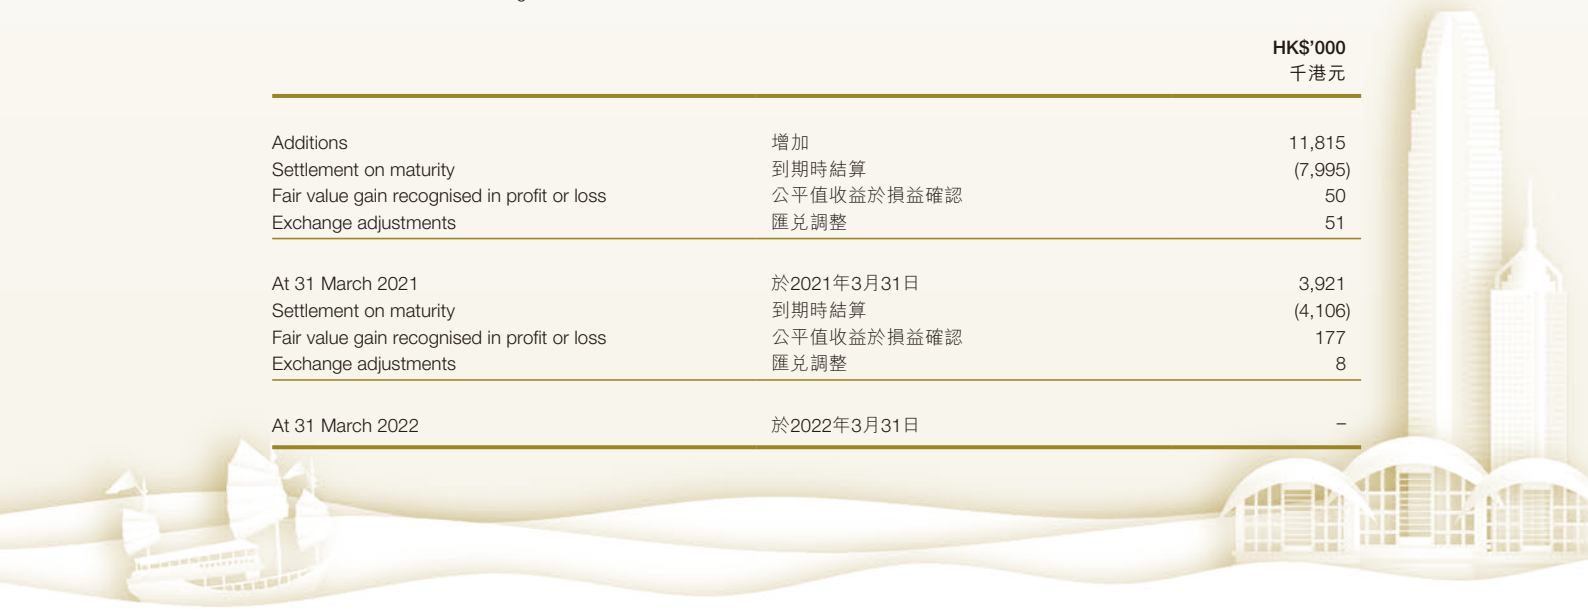 HK$’000
千港元
Additions 增加 11,815
Settlement on maturity 到期時結算 (7,995)
Fair value gain recognised in profit or loss 公平值收益於損益確認 50
Exchange adjustments 匯兑調整 51
At 31 March 2021 於2021年3月31日 3,921
Settlement on maturity 到期時結算 (4,106)
Fair value gain recognised in profit or loss 公平值收益於損益確認 177
Exchange adjustments 匯兑調整 8
At 31 March 2022 於2022年3月31日 –